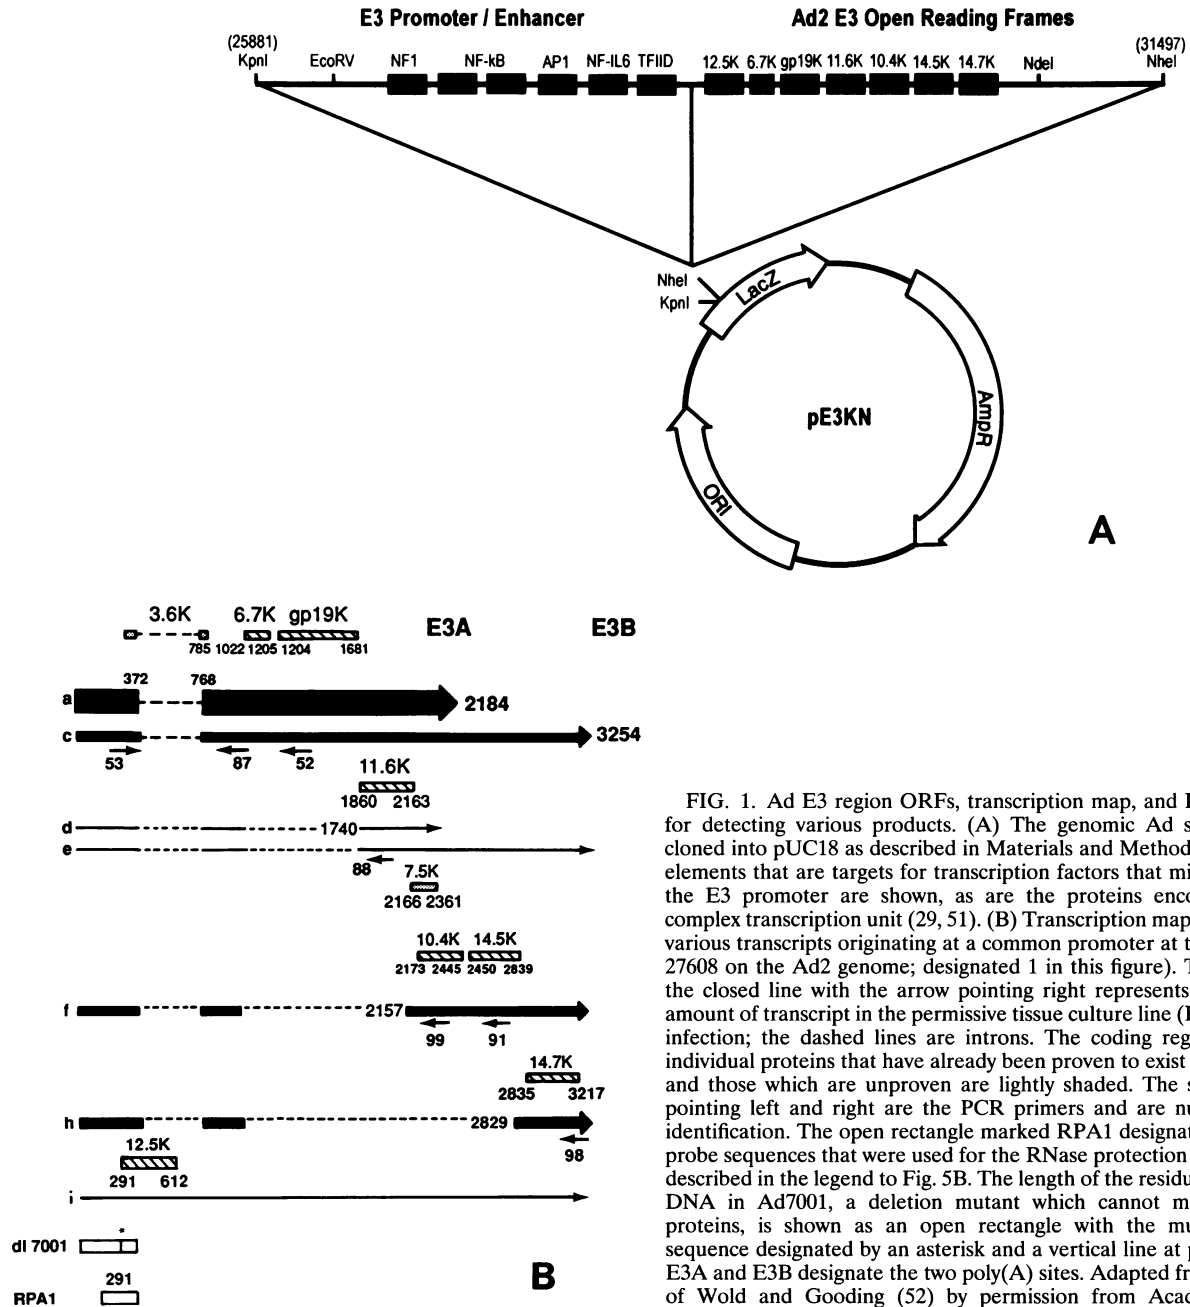 E3 Promoter / Enhancer
Ad2 E3 Open Reading Frames
(25881)
(31497)
KpnI EcoRV NF1 NF-kB AP1 NF-IL6 TFIID 12.5K 6.7K gp19K 11.6K 10.4K 14.5K 14.7K NdeI NheI
NheI
KpnI
LacZ
AmpR
ORI
pE3KN
A
3.6K 6.7K gp19K E3A E3B
785 1022 1205 1204 1681
372 768
a 2184
c 3254
53 87 52
11.6K
1860 2163
d 1740
e
88
7.5K
2166 2361
10.4K 14.5K
2173 2445 2450 2839
f 2157
99 91
14.7K
2835 3217
h 2829
12.5K 98
291 612
i
*
dl 7001
291
RPA1
B
FIG. 1. Ad E3 region ORFs, transcription map, and
for detecting various products. (A) The genomic Ad
cloned into pUC18 as described in Materials and Method
elements that are targets for transcription factors that mi
the E3 promoter are shown, as are the proteins enco
complex transcription unit (29, 51). (B) Transcription map
various transcripts originating at a common promoter at t
27608 on the Ad2 genome; designated 1 in this figure). T
the closed line with the arrow pointing right represents
amount of transcript in the permissive tissue culture line (
infection; the dashed lines are introns. The coding reg
individual proteins that have already been proven to exist
and those which are unproven are lightly shaded. The s
pointing left and right are the PCR primers and are nu
identification. The open rectangle marked RPA1 designat
probe sequences that were used for the RNase protection
described in the legend to Fig. 5B. The length of the residu
DNA in Ad7001, a deletion mutant which cannot m
proteins, is shown as an open rectangle with the mu
sequence designated by an asterisk and a vertical line at
E3A and E3B designate the two poly(A) sites. Adapted fr
of Wold and Gooding (52) by permission from Acad